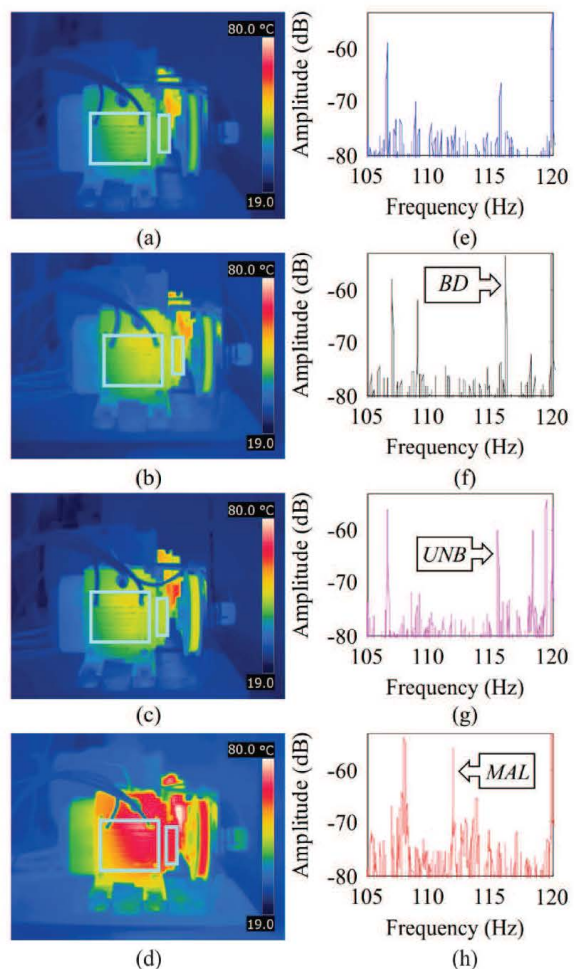 80.0 °C
19.0
(a)
Amplitude (dB)
-60
-70
-80
105 110 115 120
Frequency (Hz)
(e)
80.0 °C
19.0
(b)
Amplitude (dB)
-60
BD
-70
-80
105 110 115 120
Frequency (Hz)
(f)
80.0 °C
19.0
(c)
Amplitude (dB)
-60
UNB
-70
-80
105 110 115 120
Frequency (Hz)
(g)
80.0 °C
19.0
(d)
Amplitude (dB)
-60
MAL
-70
-80
105 110 115 120
Frequency (Hz)
(h)